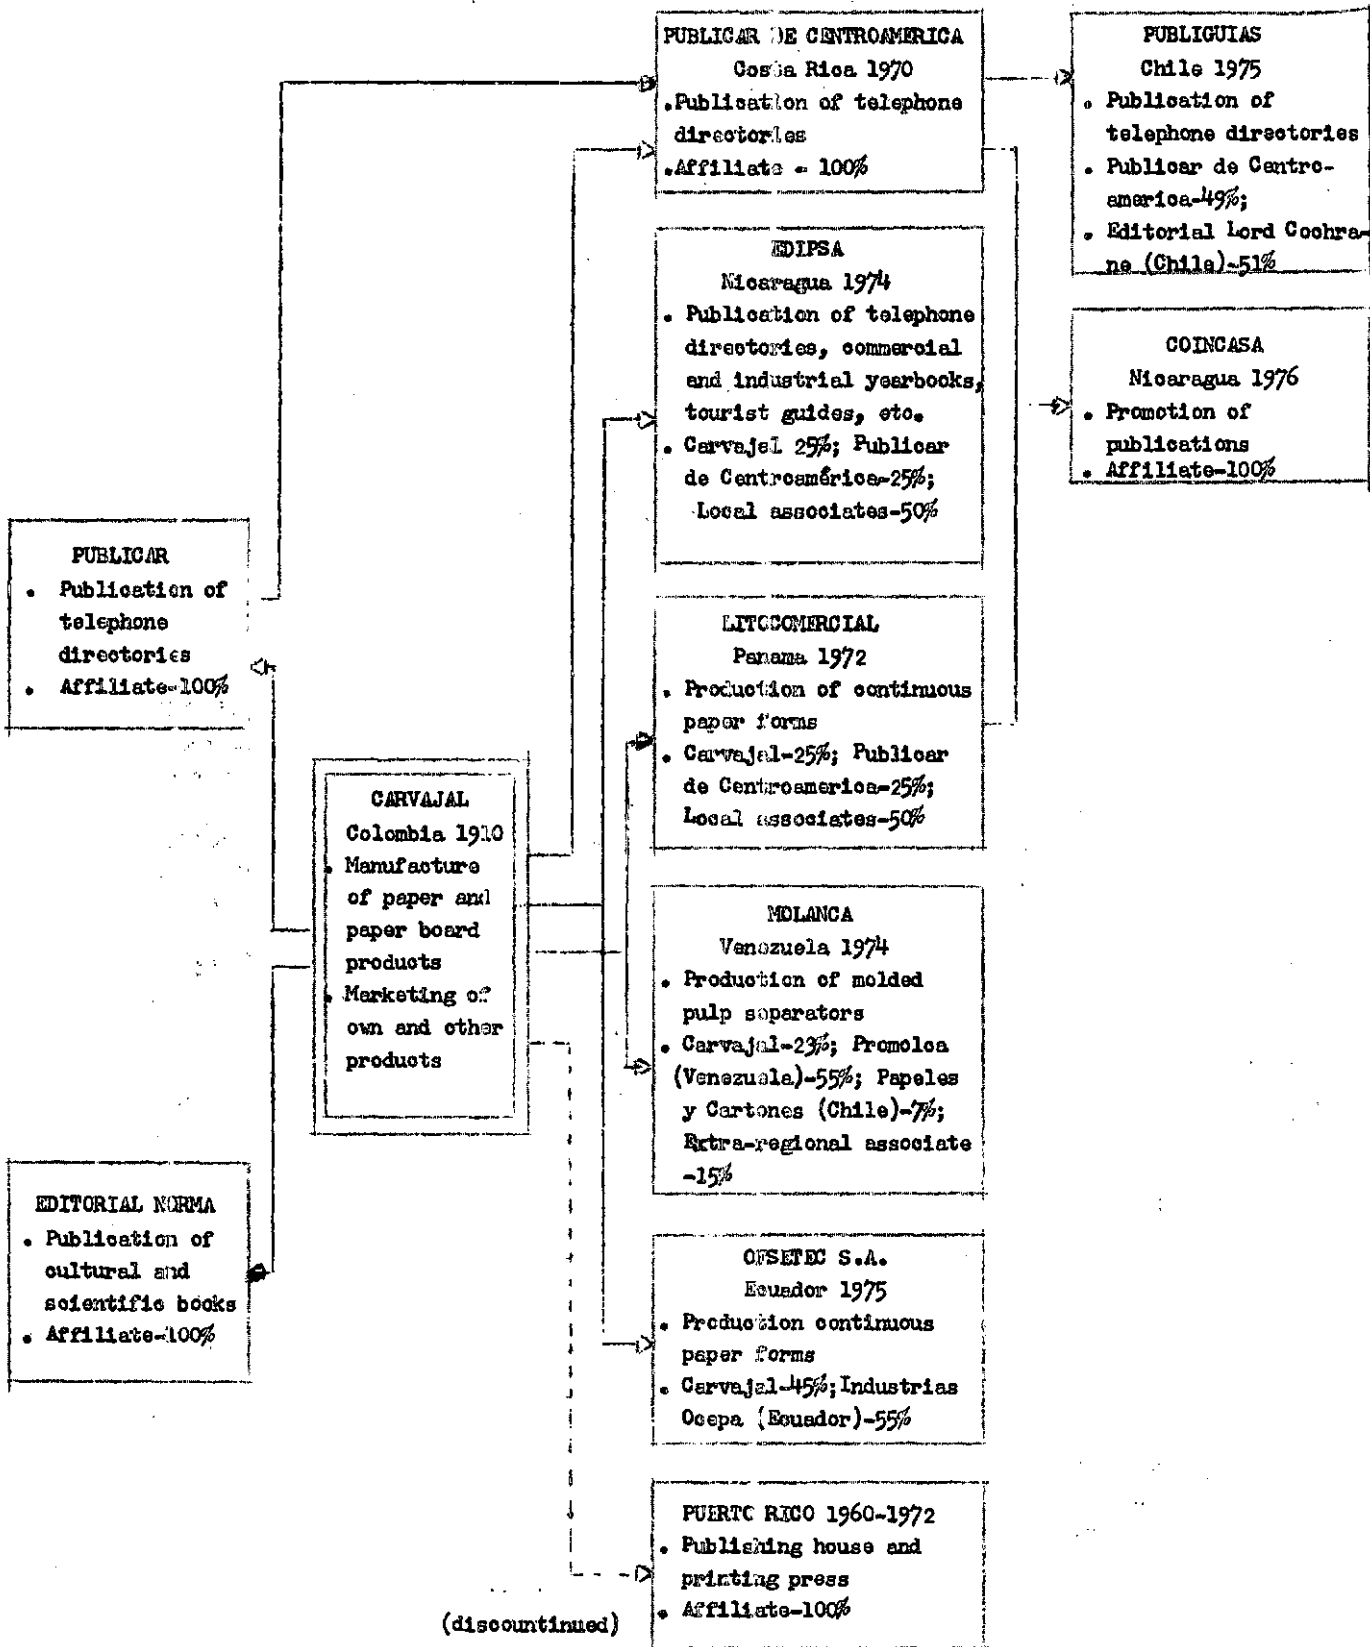 PUBLICAR DE CENTROAMERICA
Costa Rica 1970
.Publication of telephone
directories
.Affiliate - 100%
PUBLIGUIAS
Chile 1975
. Publication of
telephone directories
. Publicar de Centro-
america-49%;
. Editorial Lord Cochra-
ne (Chile)-51%
EDIPSA
Nicaragua 1974
. Publication of telephone
directories, commercial
and industrial yearbooks,
tourist guides, etc.
. Carvajal 25%; Publicar
de Centroamérica-25%;
Local associates-50%
COINCASA
Nicaragua 1976
. Promotion of
publications
. Affiliate-100%
PUBLICAR
. Publication of
telephone
directories
. Affiliate-100%
LITOCOMERCIAL
Panama 1972
. Production of continuous
paper forms
. Carvajal-25%; Publicar
de Centroamerica-25%;
Local associates-50%
CARVAJAL
Colombia 1910
. Manufacture
of paper and
paper board
products
. Marketing of
own and other
products
MOLANCA
Venezuela 1974
. Production of molded
pulp separators
. Carvajal-23%; Promolca
(Venezuela)-55%; Papeles
y Cartones (Chile)-7%;
Extra-regional associate
-15%
EDITORIAL NORMA
. Publication of
cultural and
scientific books
. Affiliate-100%
OFSETEC S.A.
Ecuador 1975
. Production continuous
paper forms
. Carvajal-45%;Industrias
Ocepa (Ecuador)-55%
PUERTO RICO 1960-1972
. Publishing house and
printing press
. Affiliate-100%
(discountinued)